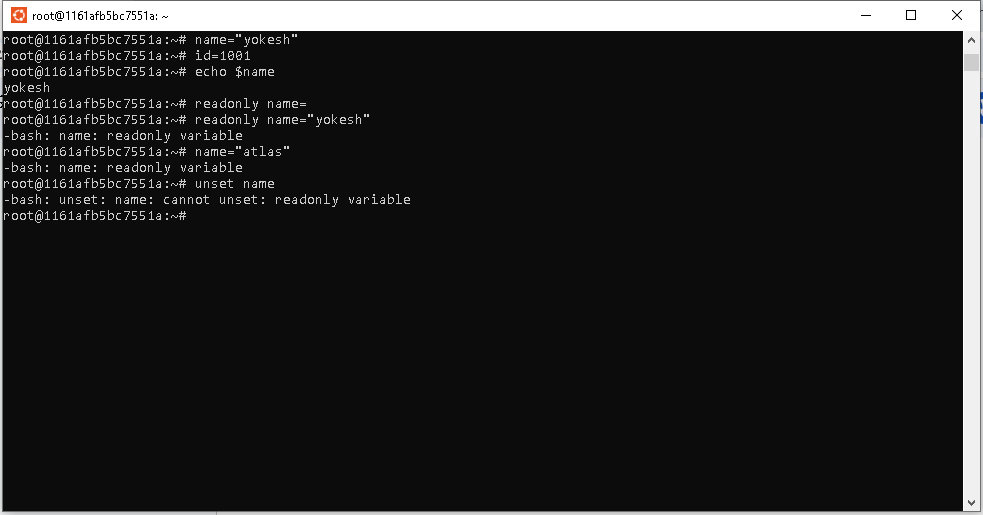 root@1161afb5bc7551a: ~
root@1161afb5bc7551a:~# name="yokesh"
root@1161afb5bc7551a:~# id=1001
root@1161afb5bc7551a:~# echo $name
yokesh
root@1161afb5bc7551a:~# readonly name=
root@1161afb5bc7551a:~# readonly name="yokesh"
-bash: name: readonly variable
root@1161afb5bc7551a:~# name="atlas"
-bash: name: readonly variable
root@1161afb5bc7551a:~# unset name
-bash: unset: name: cannot unset: readonly variable
root@1161afb5bc7551a:~#